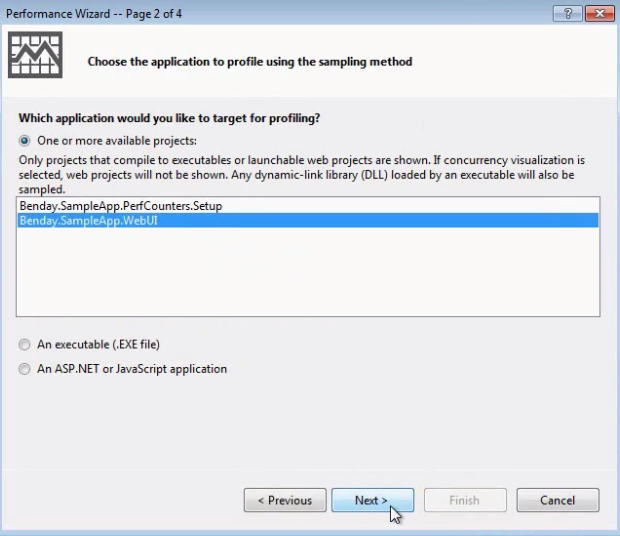 Performance Wizard -- Page 2 of 4
?
Choose the application to profile using the sampling method
Which application would you like to target for profiling?
One or more available projects:
Only projects that compile to executables or launchable web projects are shown. If concurrency visualization is
selected, web projects will not be shown. Any dynamic-link library (DLL) loaded by an executable will also be
sampled.
Benday.SampleApp.PerfCounters.Setup
Benday.SampleApp.WebUI
An executable (.EXE file)
An ASP.NET or JavaScript application
< Previous Next > Finish Cancel